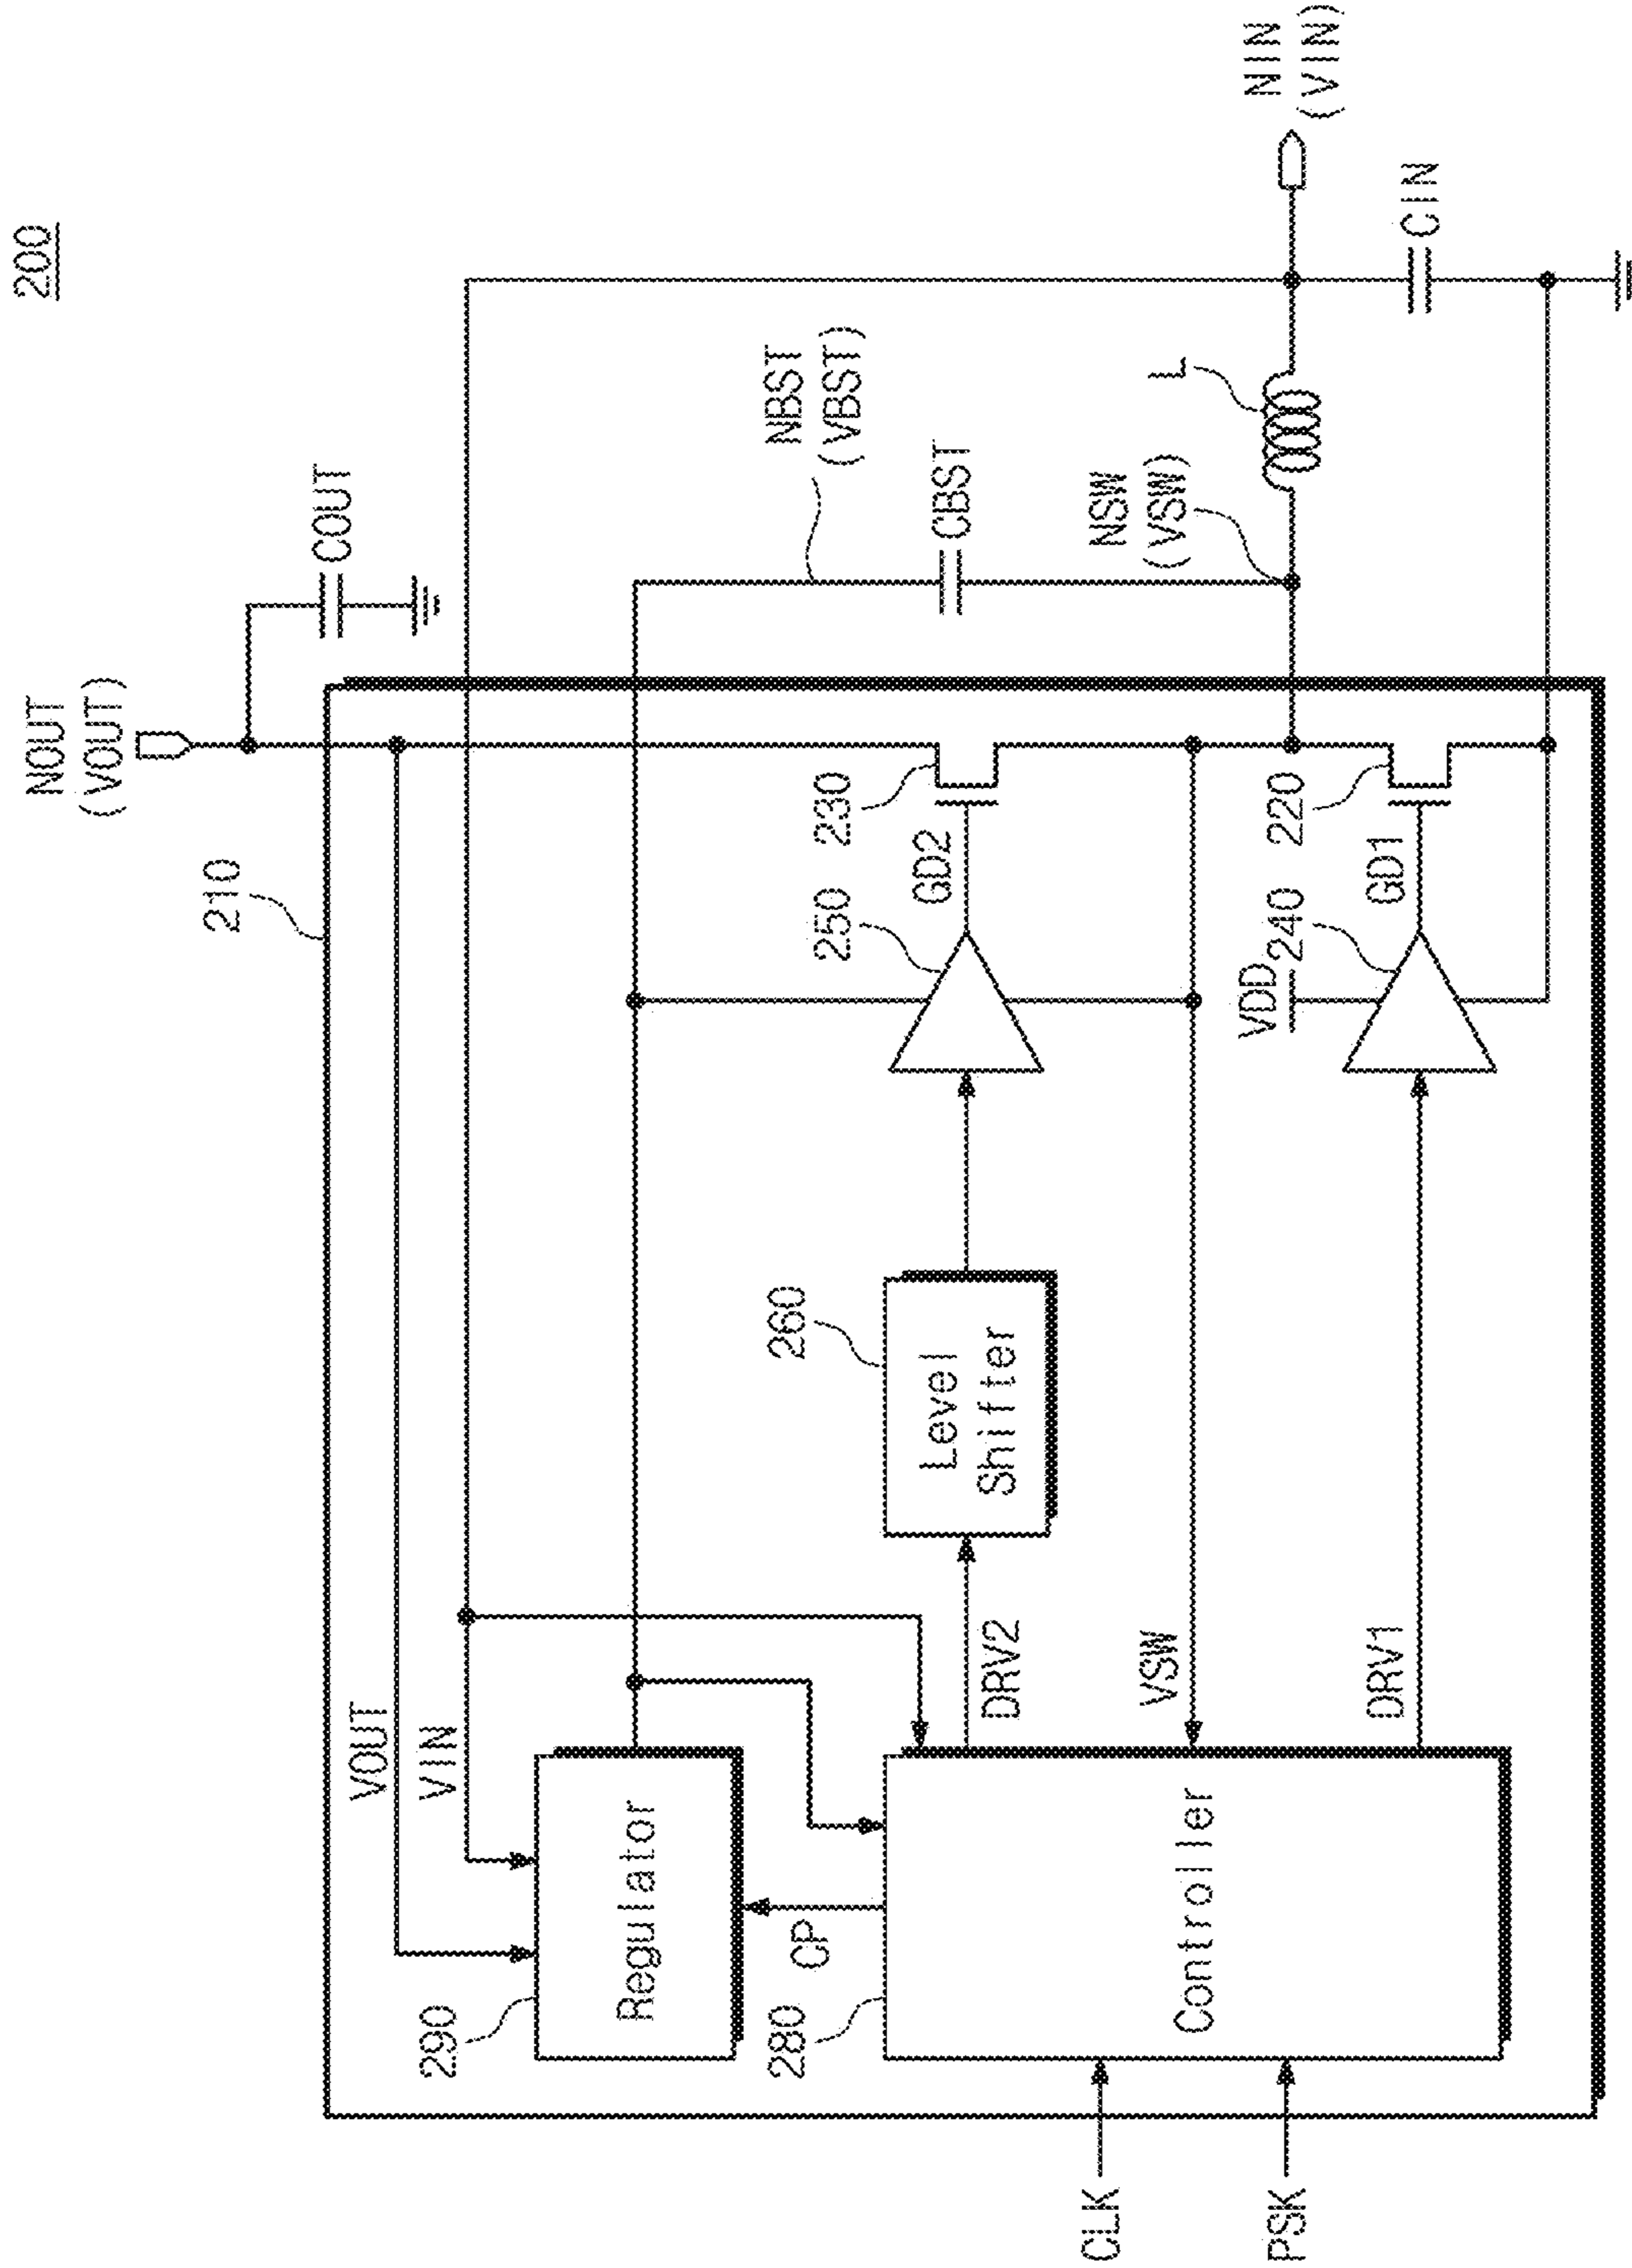 200
NOUT
(VOUT)
COUT
210
VOUT
VIN
290
Regulator
NBST
(VBST)
CBST
CP
280
Controller
260
Level
Shifter
250
GD2
230
DRV2
VSW
NSW
(VSW)
L
NIN
(VIN)
CIN
VDD
240
GD1
220
DRV1
CLK
PSK